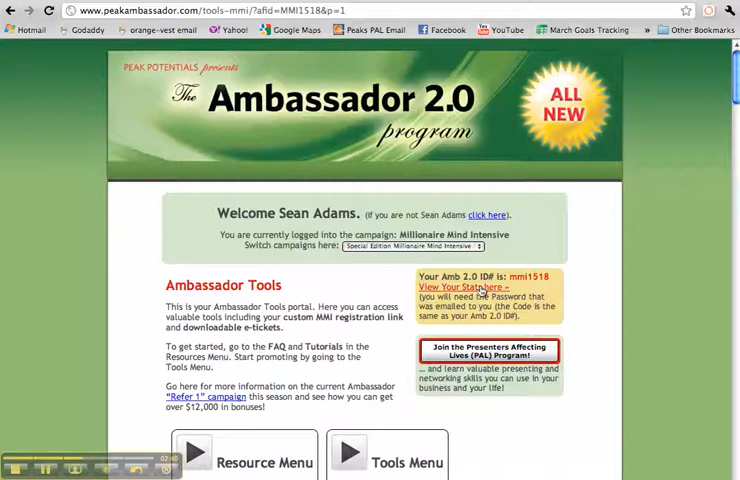 www.peakambassador.com/tools-mmi/?afid=MMI1518&p=1
Hotmail Godaddy orange-vest email Yahoo! Google Maps Peaks PAL Email Facebook YouTube March Goals Tracking » Other Bookmarks
PEAK POTENTIALS presents
The Ambassador 2.0
program
ALL
NEW
Welcome Sean Adams. (If you are not Sean Adams click here).
You are currently logged into the campaign: Millionaire Mind Intensive
Switch campaigns here: Special Edition Millionaire Mind Intensive
Ambassador Tools
This is your Ambassador Tools portal. Here you can access
valuable tools including your custom MMI registration link
and downloadable e-tickets.
To get started, go to the FAQ and Tutorials in the
Resources Menu. Start promoting by going to the
Tools Menu.
Go here for more information on the current Ambassador
"Refer 1" campaign this season and see how you can get
over $12,000 in bonuses!
Your Amb 2.0 ID# is: mmi1518
View Your Stats here »
(you will need the Password that
was emailed to you (the Code is the
same as your Amb 2.0 ID#).
Join the Presenters Affecting
Lives (PAL) Program!
... and learn valuable presenting and
networking skills you can use in your
business and your life!
Resource Menu
Tools Menu